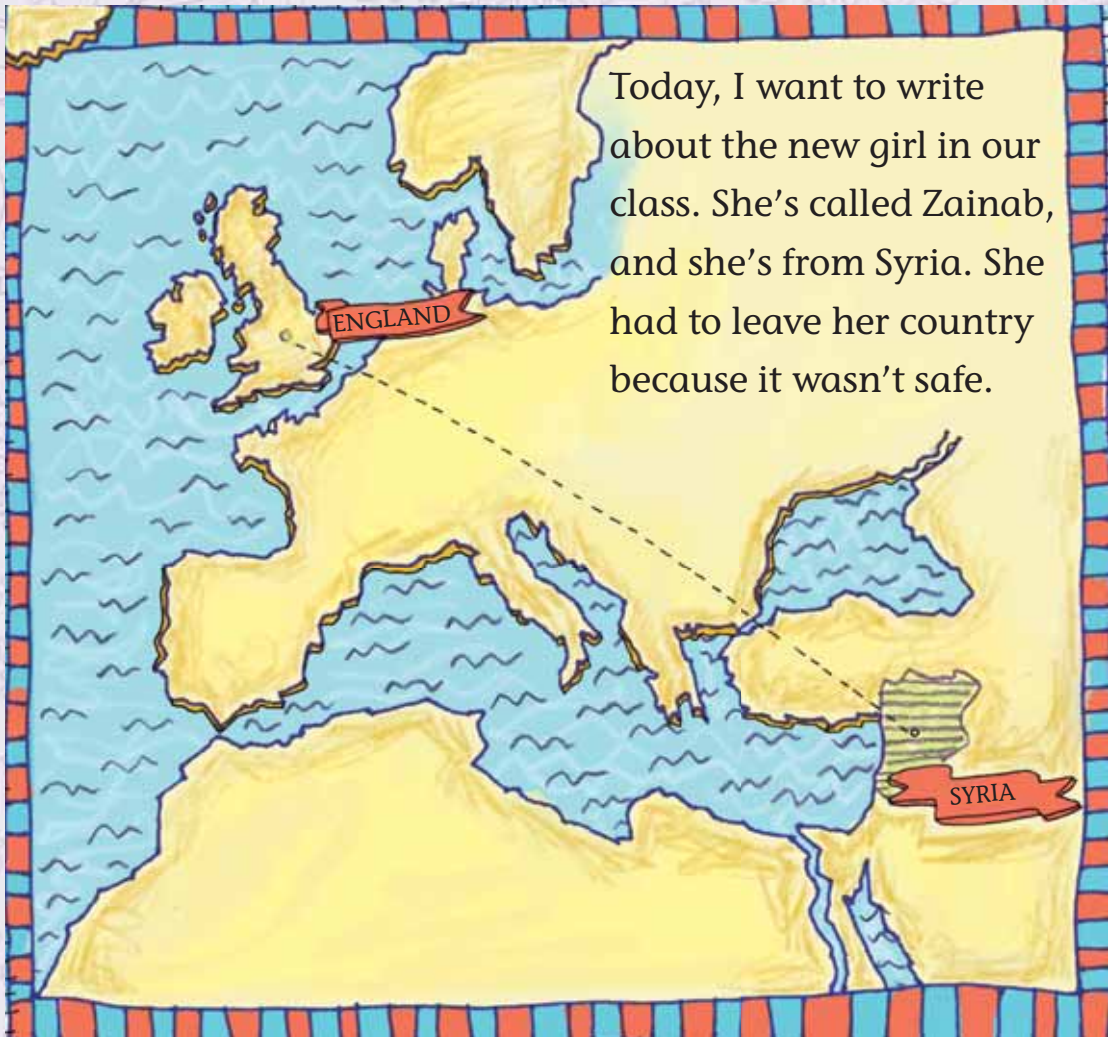 Today, I want to write
about the new girl in our
class. She's called Zainab,
and she's from Syria. She
had to leave her country
because it wasn't safe.
ENGLAND
SYRIA